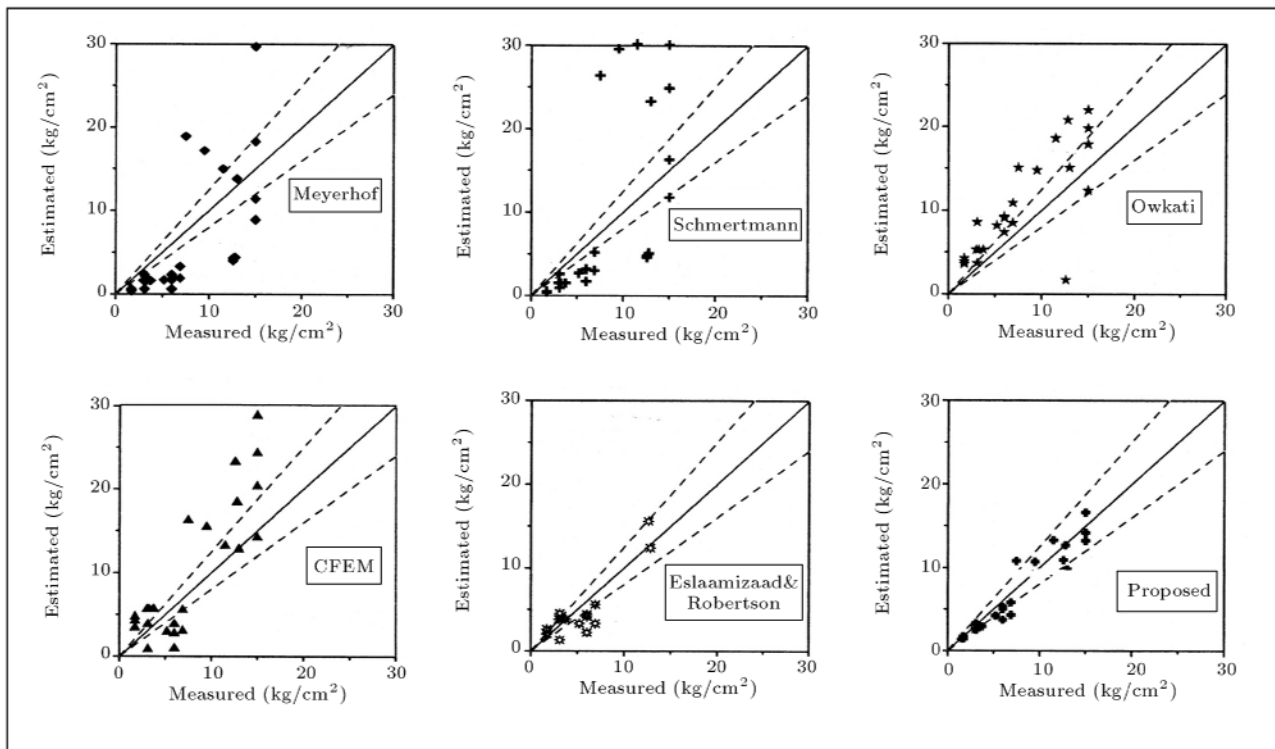 30
20
10
0
0
10
20
30
Estimated (kg/cm²)
Measured (kg/cm²)
Meyerhof
30
20
10
0
0
10
20
30
Estimated (kg/cm²)
Measured (kg/cm²)
Schmertmann
30
20
10
0
0
10
20
30
Estimated (kg/cm²)
Measured (kg/cm²)
Owkati
30
20
10
0
0
10
20
30
Estimated (kg/cm²)
Measured (kg/cm²)
CFEM
30
20
10
0
0
10
20
30
Estimated (kg/cm²)
Measured (kg/cm²)
Eslaamizaad&
Robertson
30
20
10
0
0
10
20
30
Estimated (kg/cm²)
Measured (kg/cm²)
Proposed